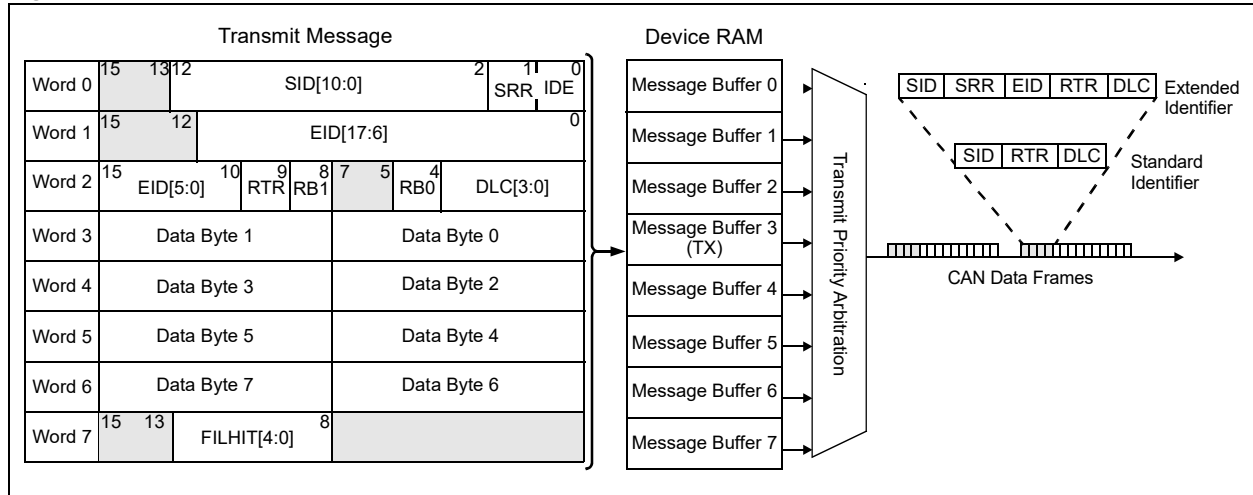 Transmit Message
Device RAM
Word 0 15 13 12 SID[10:0] 2 1 0 SRR IDE
Word 1 15 12 EID[17:6] 0
Word 2 15 EID[5:0] 10 9 RTR 8 RB1 7 5 4 RB0 DLC[3:0]
Word 3 Data Byte 1 Data Byte 0
Word 4 Data Byte 3 Data Byte 2
Word 5 Data Byte 5 Data Byte 4
Word 6 Data Byte 7 Data Byte 6
Word 7 15 13 FILHIT[4:0] 8
Message Buffer 0
Message Buffer 1
Message Buffer 2
Message Buffer 3
(TX)
Message Buffer 4
Message Buffer 5
Message Buffer 6
Message Buffer 7
Transmit Priority Arbitration
SID SRR EID RTR DLC
Extended
Identifier
SID RTR DLC
Standard
Identifier
CAN Data Frames